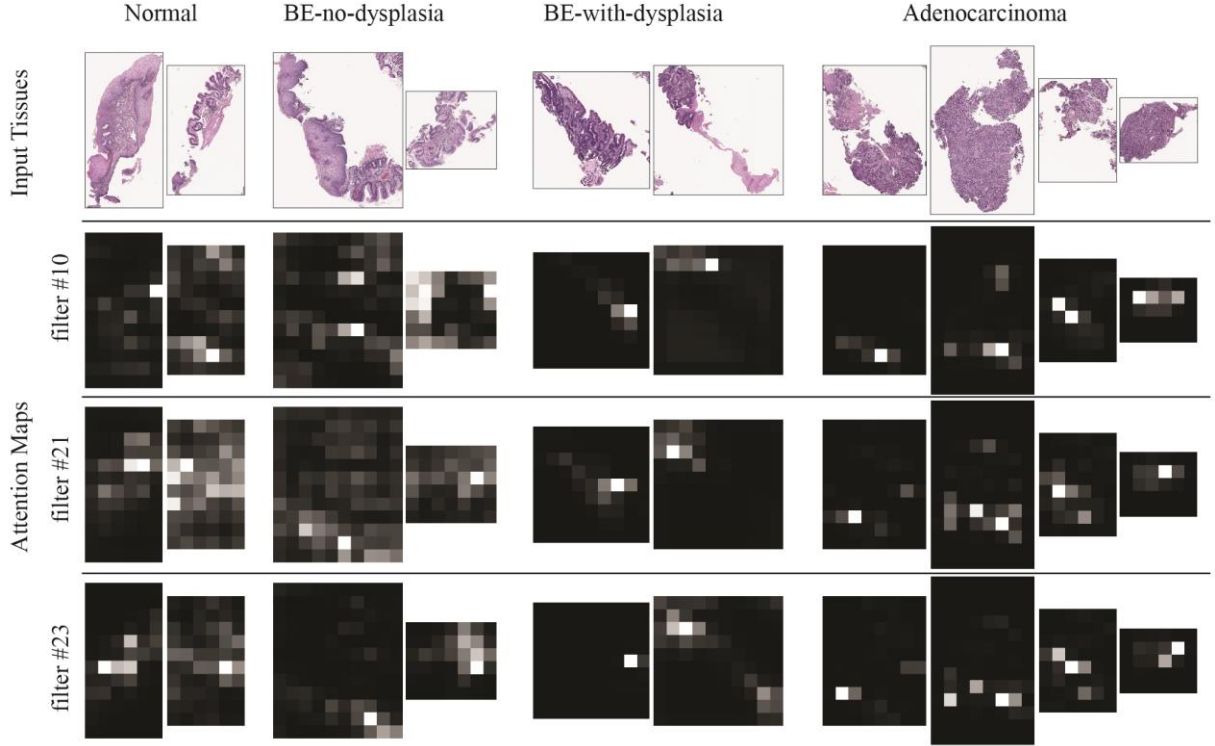 Normal
BE-no-dysplasia
BE-with-dysplasia
Adenocarcinoma
Input Tissues
Attention Maps
filter #10
filter #21
filter #23